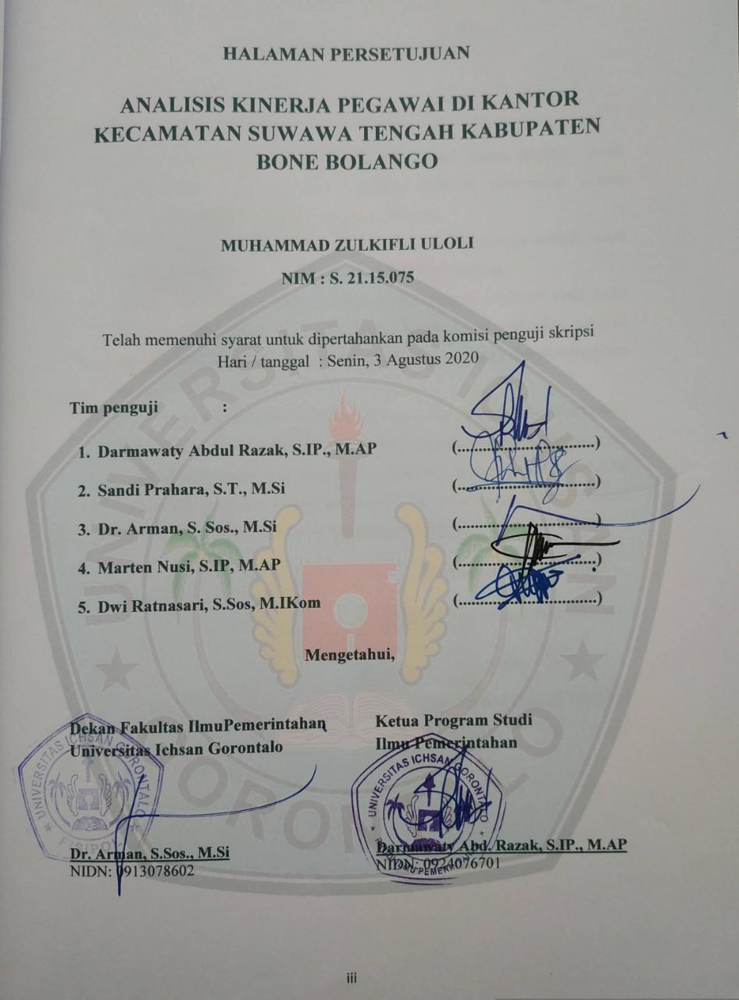 HALAMAN PERSETUJUAN
ANALISIS KINERJA PEGAWAI DI KANTOR
KECAMATAN SUWAWA TENGAH KABUPATEN
BONE BOLANGO
MUHAMMAD ZULKIFLI ULOLI
NIM : S. 21.15.075
Telah memenuhi syarat untuk dipertahankan pada komisi penguji skripsi
Hari / tanggal : Senin, 3 Agustus 2020
Tim penguji :
1. Darmawaty Abdul Razak, S.IP., M.AP (..................................)
2. Sandi Prahara, S.T., M.Si (..................................)
3. Dr. Arman, S. Sos., M.Si (..................................)
4. Marten Nusi, S.IP, M.AP (..................................)
5. Dwi Ratnasari, S.Sos, M.IKom (..................................)
Mengetahui,
Dekan Fakultas IlmuPemerintahan
Universitas Ichsan Gorontalo
Dr. Arman, S.Sos., M.Si
NIDN: 0913078602
Ketua Program Studi
Ilmu Pemerintahan
Darmawaty Abd. Razak, S.IP., M.AP
NIDN: 0924076701
UNIVERSITAS ICHSAN
GORONTALO
UNIVERSITAS ICHSAN GORONTALO
FISIPOL
UNIVERSITAS ICHSAN GORONTALO
iii